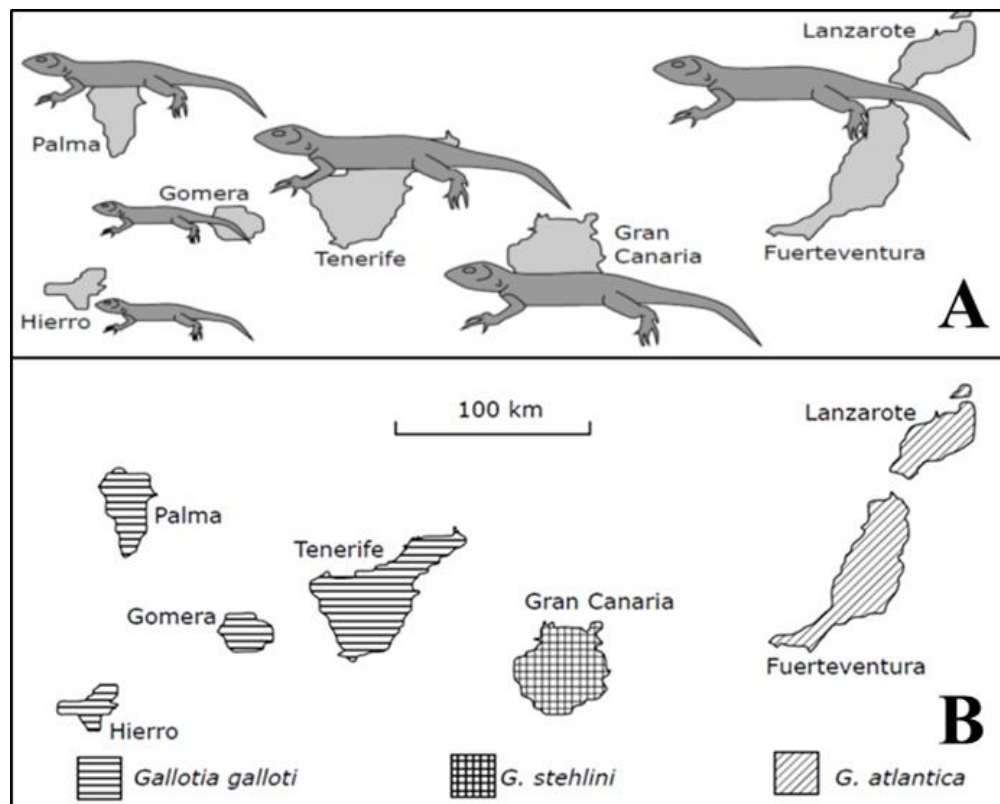 Lanzarote
Palma
Gomera
Tenerife
Gran
Canaria
Fuerteventura
Hierro
A
100 km
Lanzarote
Palma
Tenerife
Gomera
Gran Canaria
Fuerteventura
Hierro
B
Gallotia galloti
G. stehlini
G. atlantica